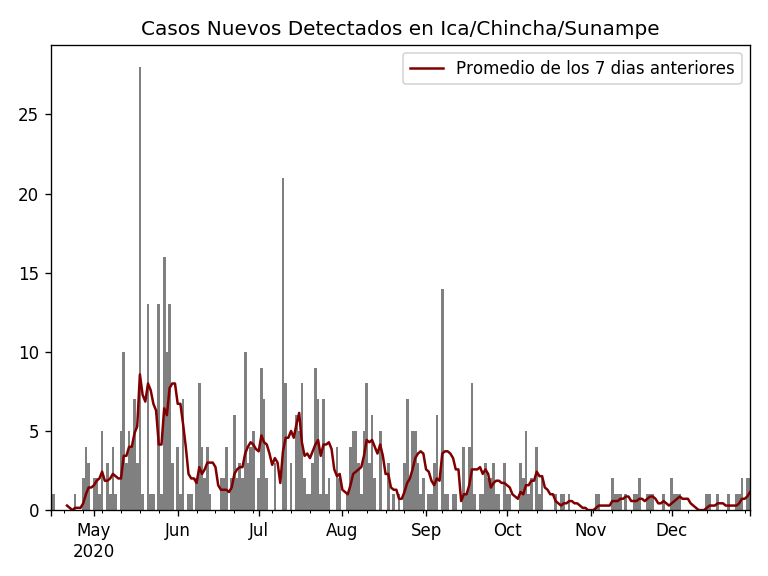 Casos Nuevos Detectados en Ica/Chincha/Sunampe
Promedio de los 7 dias anteriores
25
20
15
10
5
0
May Jun Jul Aug Sep Oct Nov Dec
2020